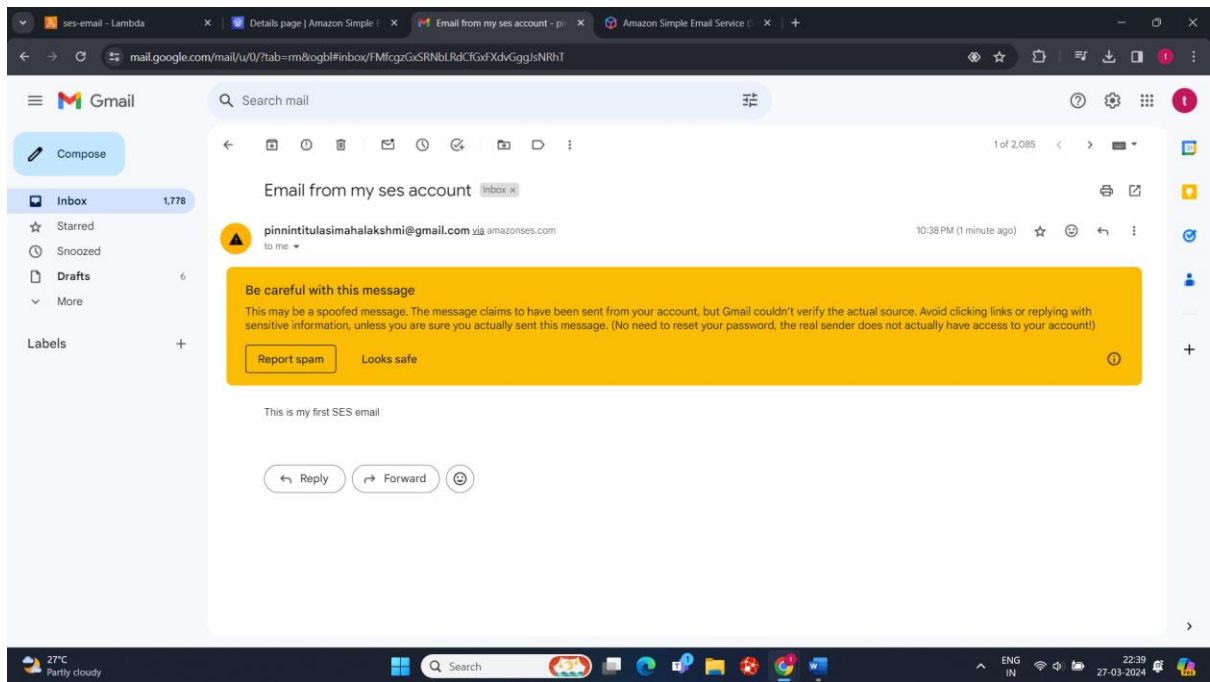 ses-email - Lambda
Details page | Amazon Simple E
Email from my ses account - pi
Amazon Simple Email Service (
mail.google.com/mail/u/0/?tab=rm&ogbl#inbox/FMfcgzGxSRNbLRdCfGxFXdvGggJsNRhT
t
Gmail
Search mail
t
Compose
1 of 2,085
31
Email from my ses account Inbox x
Inbox 1,778
Starred
pinnintitulasimahalakshmi@gmail.com via amazonses.com
10:38 PM (1 minute ago)
to me
Snoozed
Drafts 6
More
Be careful with this message
This may be a spoofed message. The message claims to have been sent from your account, but Gmail couldn't verify the actual source. Avoid clicking links or replying with
sensitive information, unless you are sure you actually sent this message. (No need to reset your password, the real sender does not actually have access to your account!)
Labels
Report spam
Looks safe
This is my first SES email
Reply
Forward
27°C
Partly cloudy
Search
ENG
IN
22:39
27-03-2024